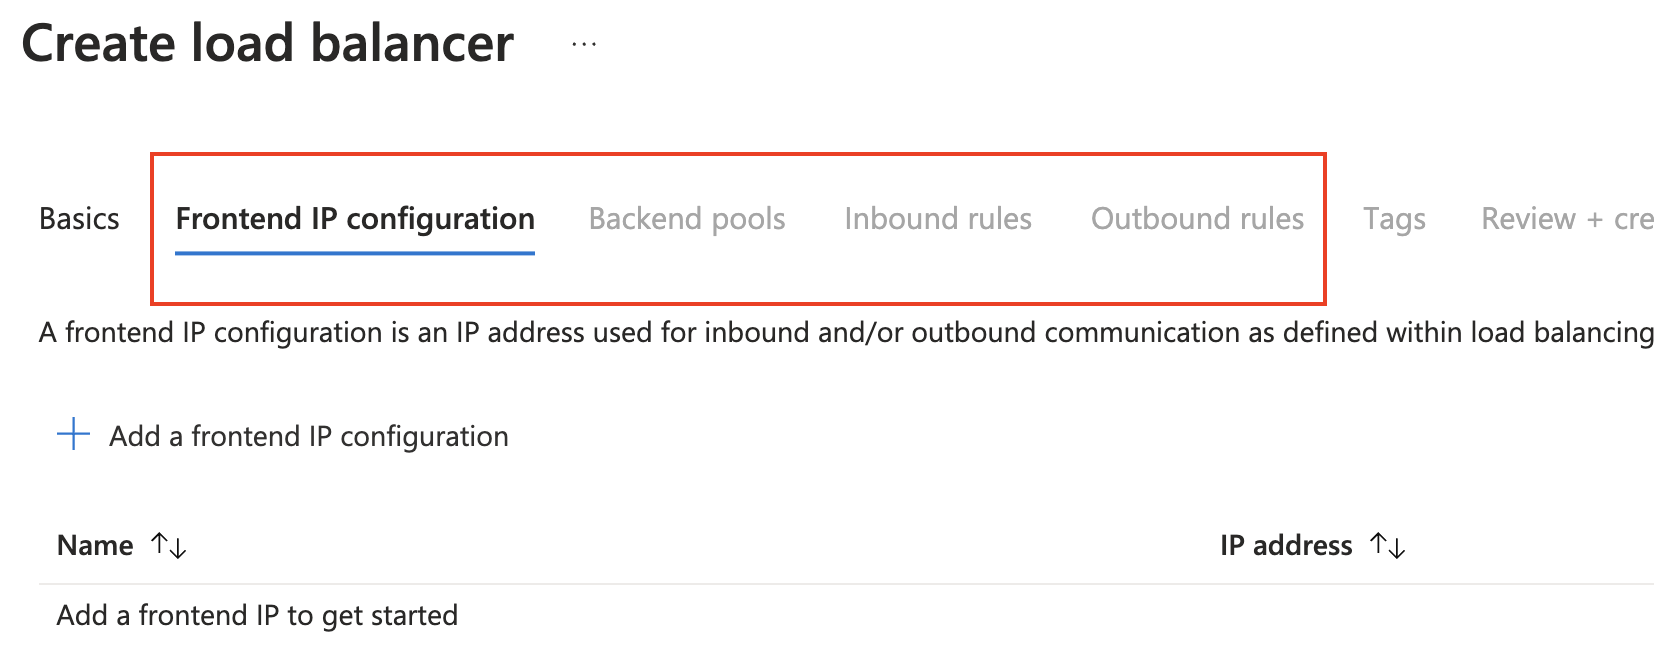 Create load balancer ...
Basics Frontend IP configuration Backend pools Inbound rules Outbound rules Tags Review + cre
A frontend IP configuration is an IP address used for inbound and/or outbound communication as defined within load balancing
Add a frontend IP configuration
Name ↑↓ IP address ↑↓
Add a frontend IP to get started